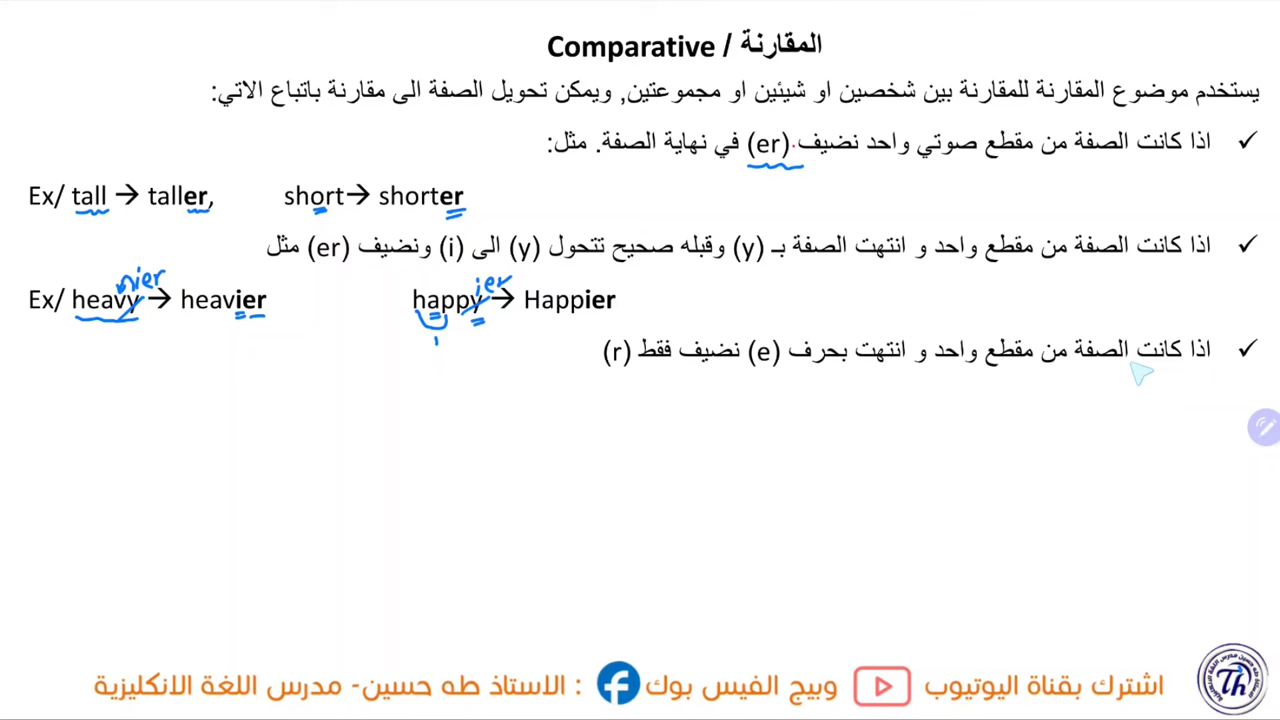 Comparative / المقارنة
يستخدم موضوع المقارنة للمقارنة بين شخصين او شيئين او مجموعتين, ويمكن تحويل الصفة الى مقارنة باتباع الاتي:
✓ اذا كانت الصفة من مقطع صوتي واحد نضيف (er) في نهاية الصفة. مثل:
Ex/ tall → taller, short→ shorter
✓ اذا كانت الصفة من مقطع واحد و انتهت الصفة بـ (y) وقبله صحيح تتحول (y) الى (i) ونضيف (er) مثل
ier ier
Ex/ heavy → heavier happy → Happier
✓ اذا كانت الصفة من مقطع واحد و انتهت بحرف (e) نضيف فقط (r)
اشترك بقناة اليوتيوب وبيج الفيس بوك : الاستاذ طه حسين- مدرس اللغة الانكليزية
Th